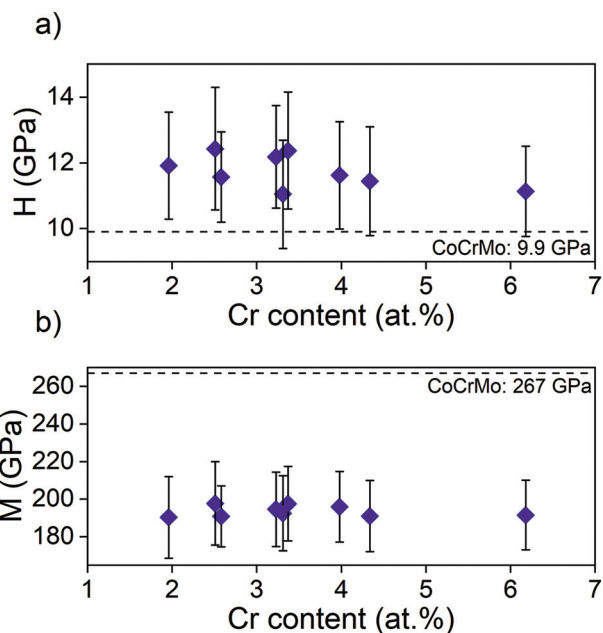 a)
H (GPa)
14
12
10
8
CoCrMo: 9.9 GPa
1 2 3 4 5 6 7
Cr content (at.%)
b)
M (GPa)
260
240
220
200
180
CoCrMo: 267 GPa
1 2 3 4 5 6 7
Cr content (at.%)